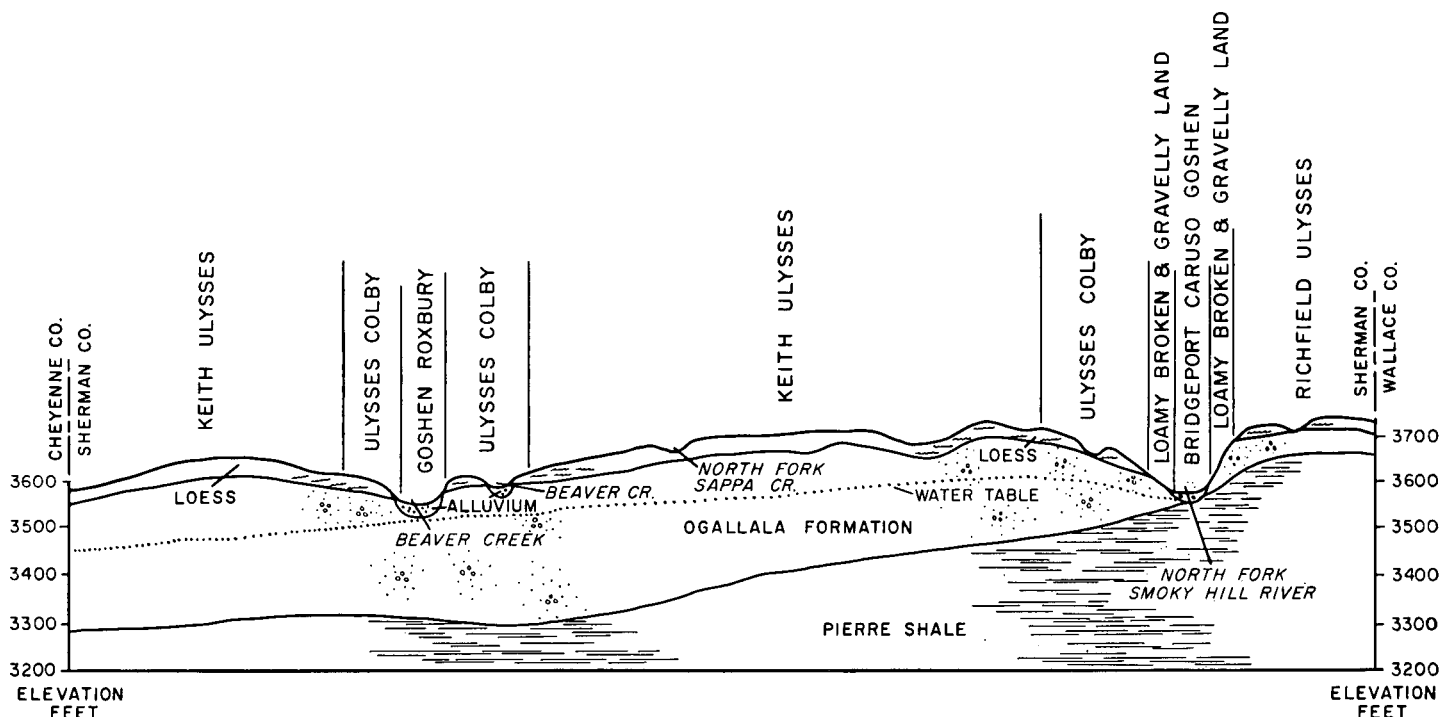 CHEYENNE CO.
SHERMAN CO.
KEITH ULYSSES
ULYSSES COLBY
GOSHEN ROXBURY
ULYSSES COLBY
KEITH ULYSSES
ULYSSES COLBY
LOAMY BROKEN & GRAVELLY LAND
BRIDGEPORT CARUSO GOSHEN
LOAMY BROKEN & GRAVELLY LAND
RICHFIELD ULYSSES
SHERMAN CO.
WALLACE CO.
3600
3500
3400
3300
3200
ELEVATION
FEET
LOESS
ALLUVIUM
BEAVER CREEK
BEAVER CR.
NORTH FORK
SAPPA CR.
LOESS
WATER TABLE
OGALLALA FORMATION
PIERRE SHALE
NORTH FORK
SMOKY HILL RIVER
3700
3600
3500
3400
3300
3200
ELEVATION
FEET